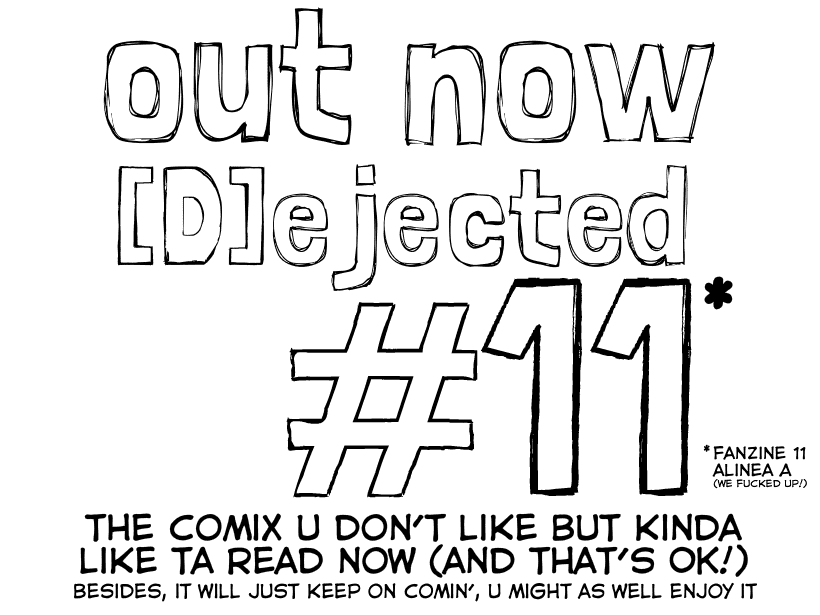 out now
[D]ejected
#11*
*FANZINE 11
ALINEA A
(WE FUCKED UP!)
THE COMIX U DON'T LIKE BUT KINDA
LIKE TA READ NOW (AND THAT'S OK!)
BESIDES, IT WILL JUST KEEP ON COMIN', U MIGHT AS WELL ENJOY IT